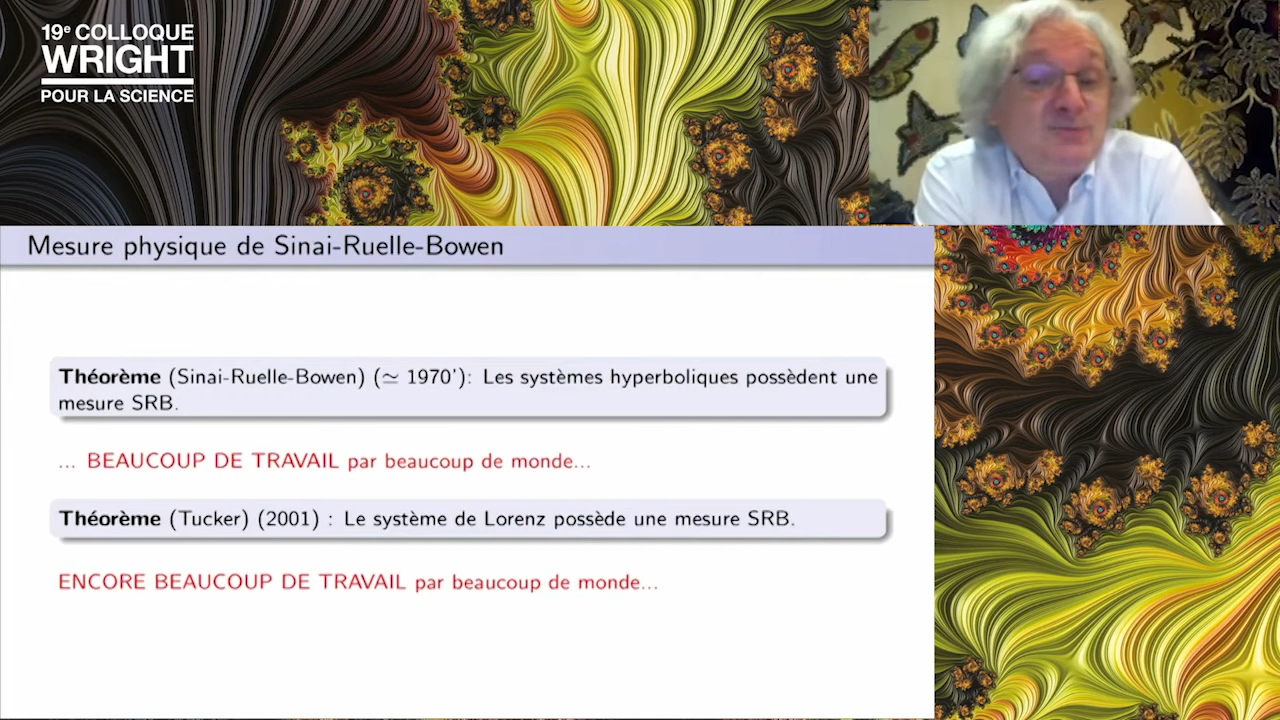 19e COLLOQUE
WRIGHT
POUR LA SCIENCE
Mesure physique de Sinai-Ruelle-Bowen
Théorème (Sinai-Ruelle-Bowen) (≃ 1970'): Les systèmes hyperboliques possèdent une
mesure SRB.
... BEAUCOUP DE TRAVAIL par beaucoup de monde...
Théorème (Tucker) (2001) : Le système de Lorenz possède une mesure SRB.
ENCORE BEAUCOUP DE TRAVAIL par beaucoup de monde...